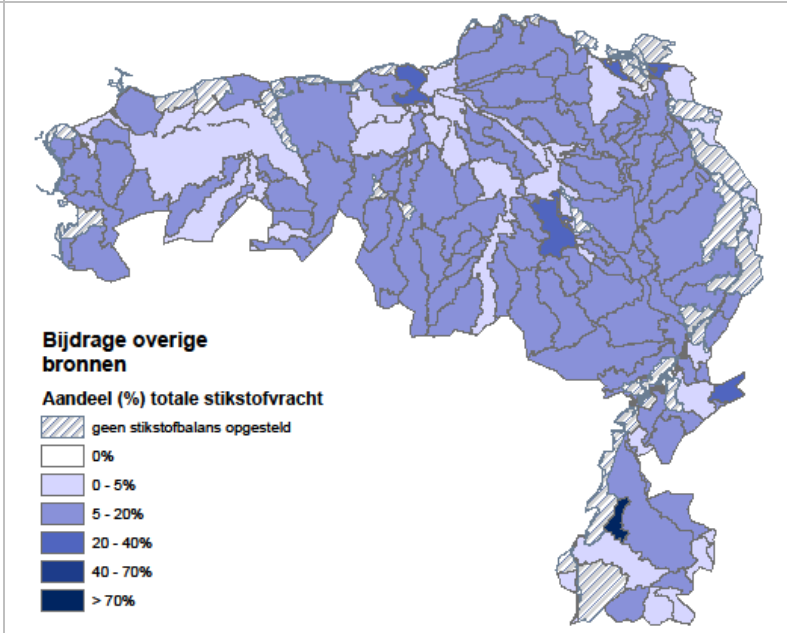 Bijdrage overige
bronnen
Aandeel (%) totale stikstofvracht
geen stikstofbalans opgesteld
0%
0 - 5%
5 - 20%
20 - 40%
40 - 70%
> 70%